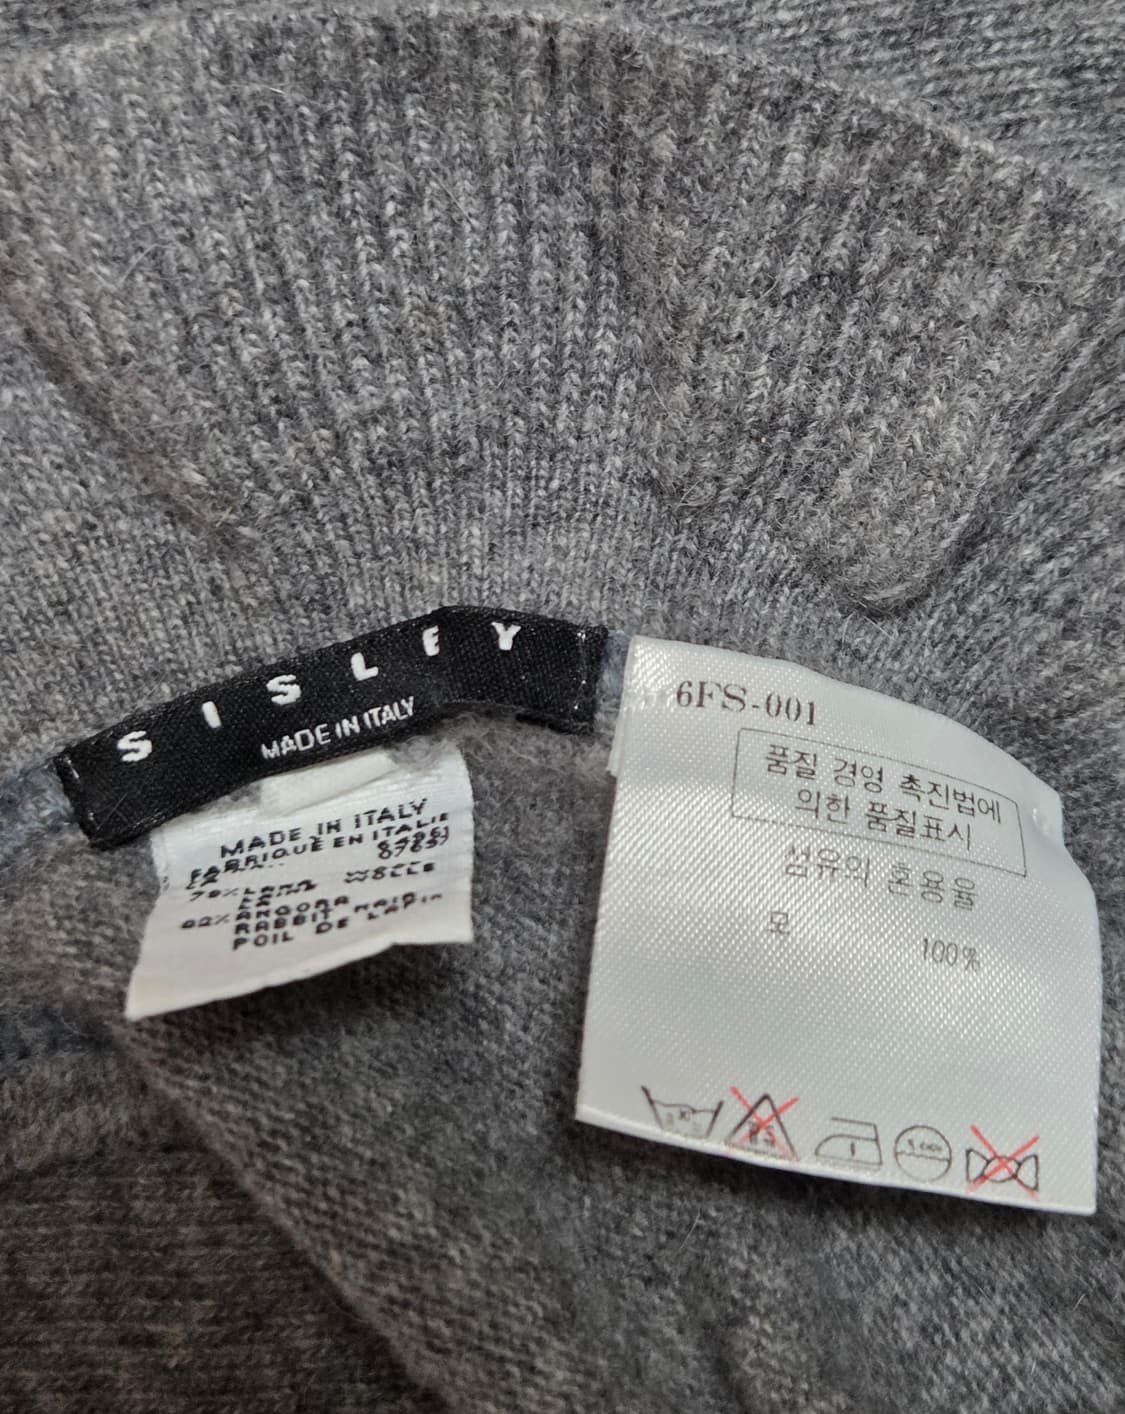 SISLEY
MADE IN ITALY
MADE IN ITALY
FABRIQUE EN ITALIE
ANGORA
RABBIT HAIR
POIL DE LAPIN
6FS-001
품질 경영 촉진법에
의한 품질표시
섬유의 혼용율
모 100%